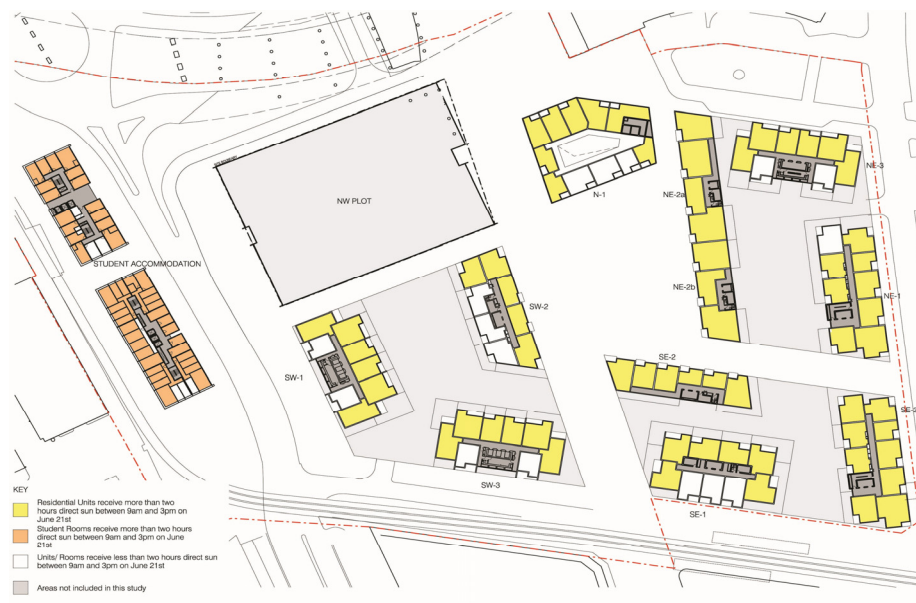 NW PLOT
N-1
NE-2a
NE-3
STUDENT ACCOMMODATION
NE-2b
NE-1
SW-2
SW-1
SE-2
SW-3
SE-1
KEY
Residential Units receive more than two
hours direct sun between 9am and 3pm on
June 21st
Student Rooms receive more than two hours
direct sun between 9am and 3pm on June
21st
Units/ Rooms receive less than two hours direct sun
between 9am and 3pm on June 21st
Areas not included in this study